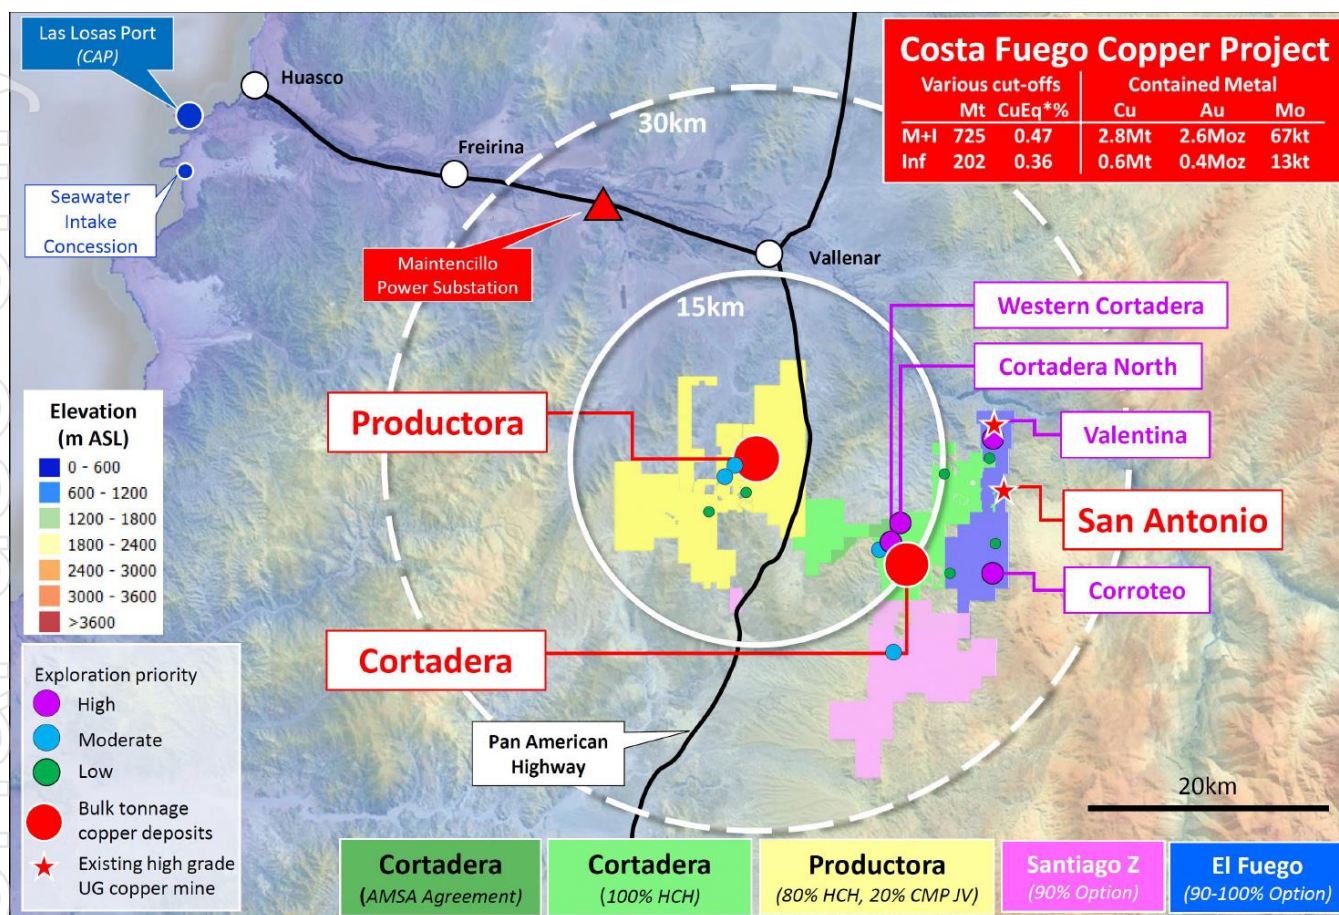 Las Losas Port
(CAP)
Huasco
Costa Fuego Copper Project
Various cut-offs Contained Metal
Mt CuEq*% Cu Au Mo
M+I 725 0.47 2.8Mt 2.6Moz 67kt
Inf 202 0.36 0.6Mt 0.4Moz 13kt
30km
Freirina
Seawater
Intake
Concession
Maintencillo
Power Substation
Vallenar
15km
Western Cortadera
Cortadera North
Valentina
San Antonio
Corroteo
Productora
Cortadera
Elevation
(m ASL)
0 - 600
600 - 1200
1200 - 1800
1800 - 2400
2400 - 3000
3000 - 3600
>3600
Exploration priority
High
Moderate
Low
Bulk tonnage
copper deposits
Existing high grade
UG copper mine
Pan American
Highway
20km
Cortadera
(AMSA Agreement)
Cortadera
(100% HCH)
Productora
(80% HCH, 20% CMP JV)
Santiago Z
(90% Option)
El Fuego
(90-100% Option)